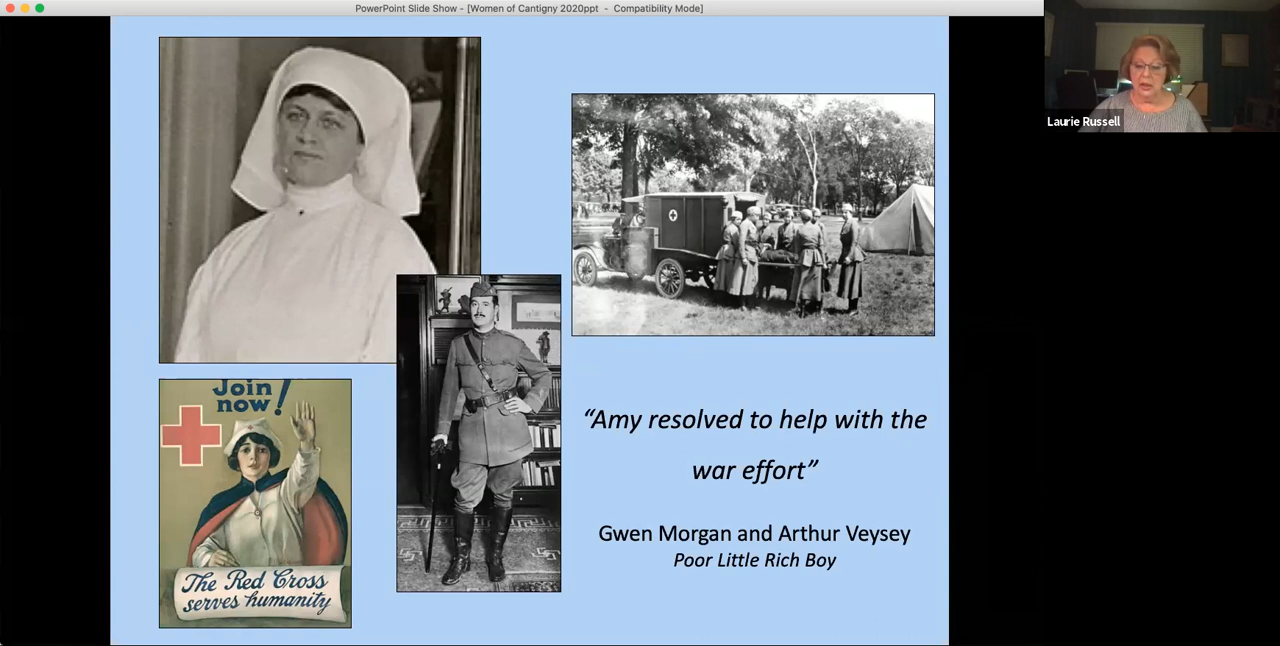 PowerPoint Slide Show - [Women of Cantigny 2020ppt - Compatibility Mode]
Laurie Russell
Join
now!
The Red Cross
serves humanity
“Amy resolved to help with the
war effort”
Gwen Morgan and Arthur Veysey
Poor Little Rich Boy